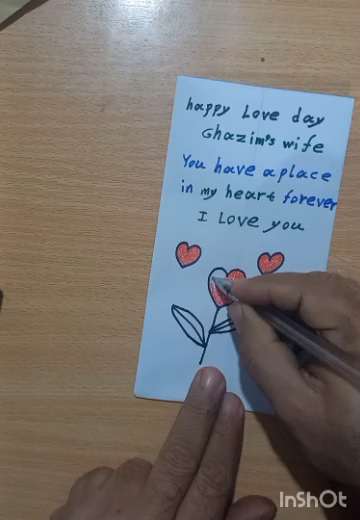 happy Love day
Ghazim's wife
You have a place
in my heart forever
I Love you
InShOt